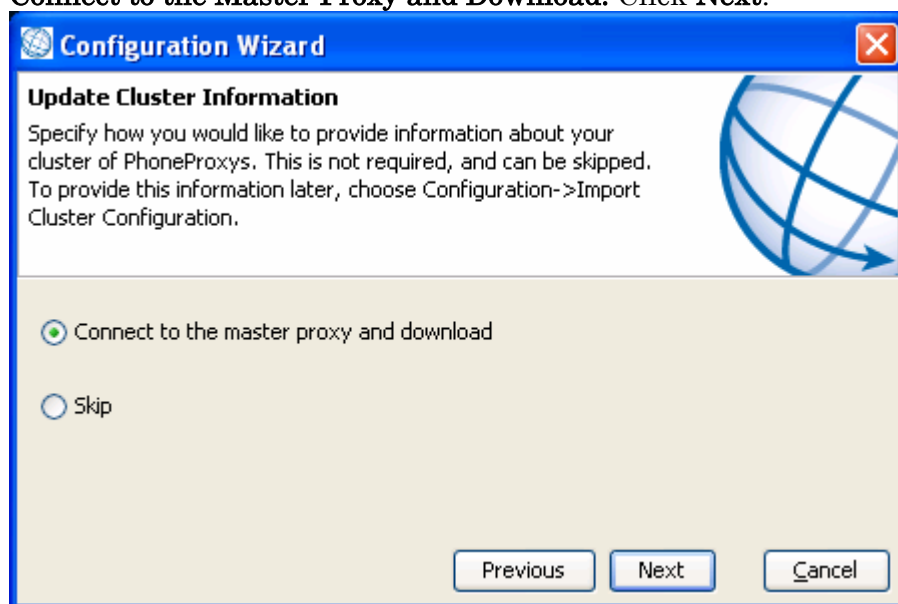 Connect to the Master Proxy and Download. Click Next.
Configuration Wizard
Update Cluster Information
Specify how you would like to provide information about your
cluster of PhoneProxys. This is not required, and can be skipped.
To provide this information later, choose Configuration->Import
Cluster Configuration.
Connect to the master proxy and download
Skip
Previous Next Cancel